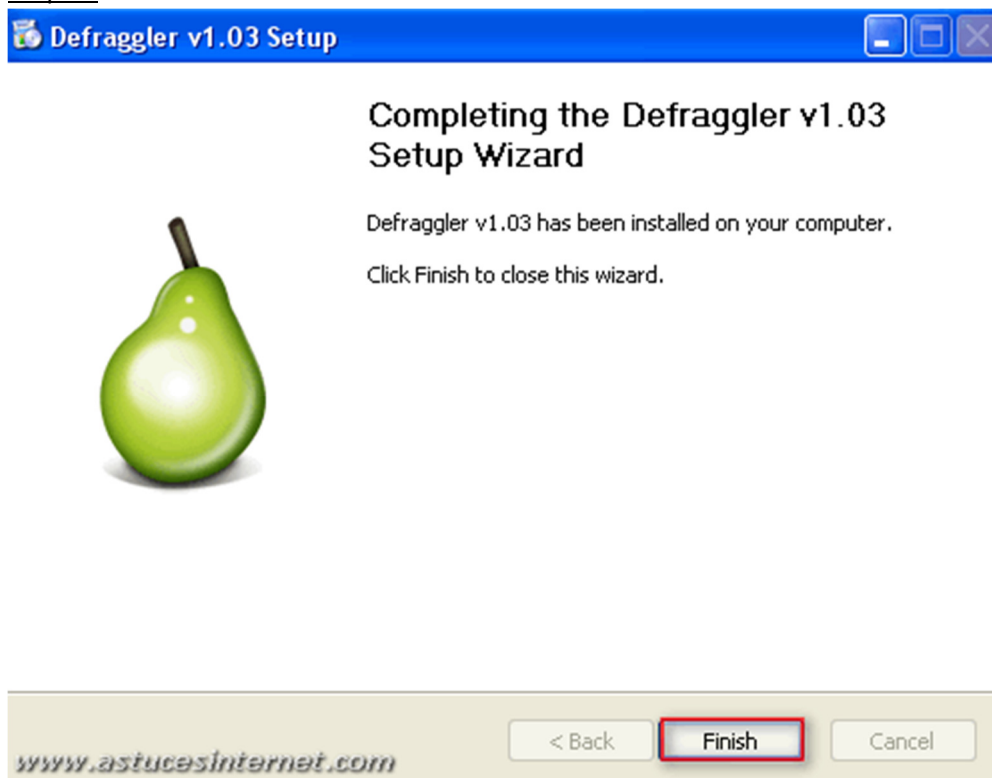 Defraggler v1.03 Setup
Completing the Defraggler v1.03
Setup Wizard
Defraggler v1.03 has been installed on your computer.
Click Finish to close this wizard.
< Back
Finish
Cancel
www.astucesinternet.com